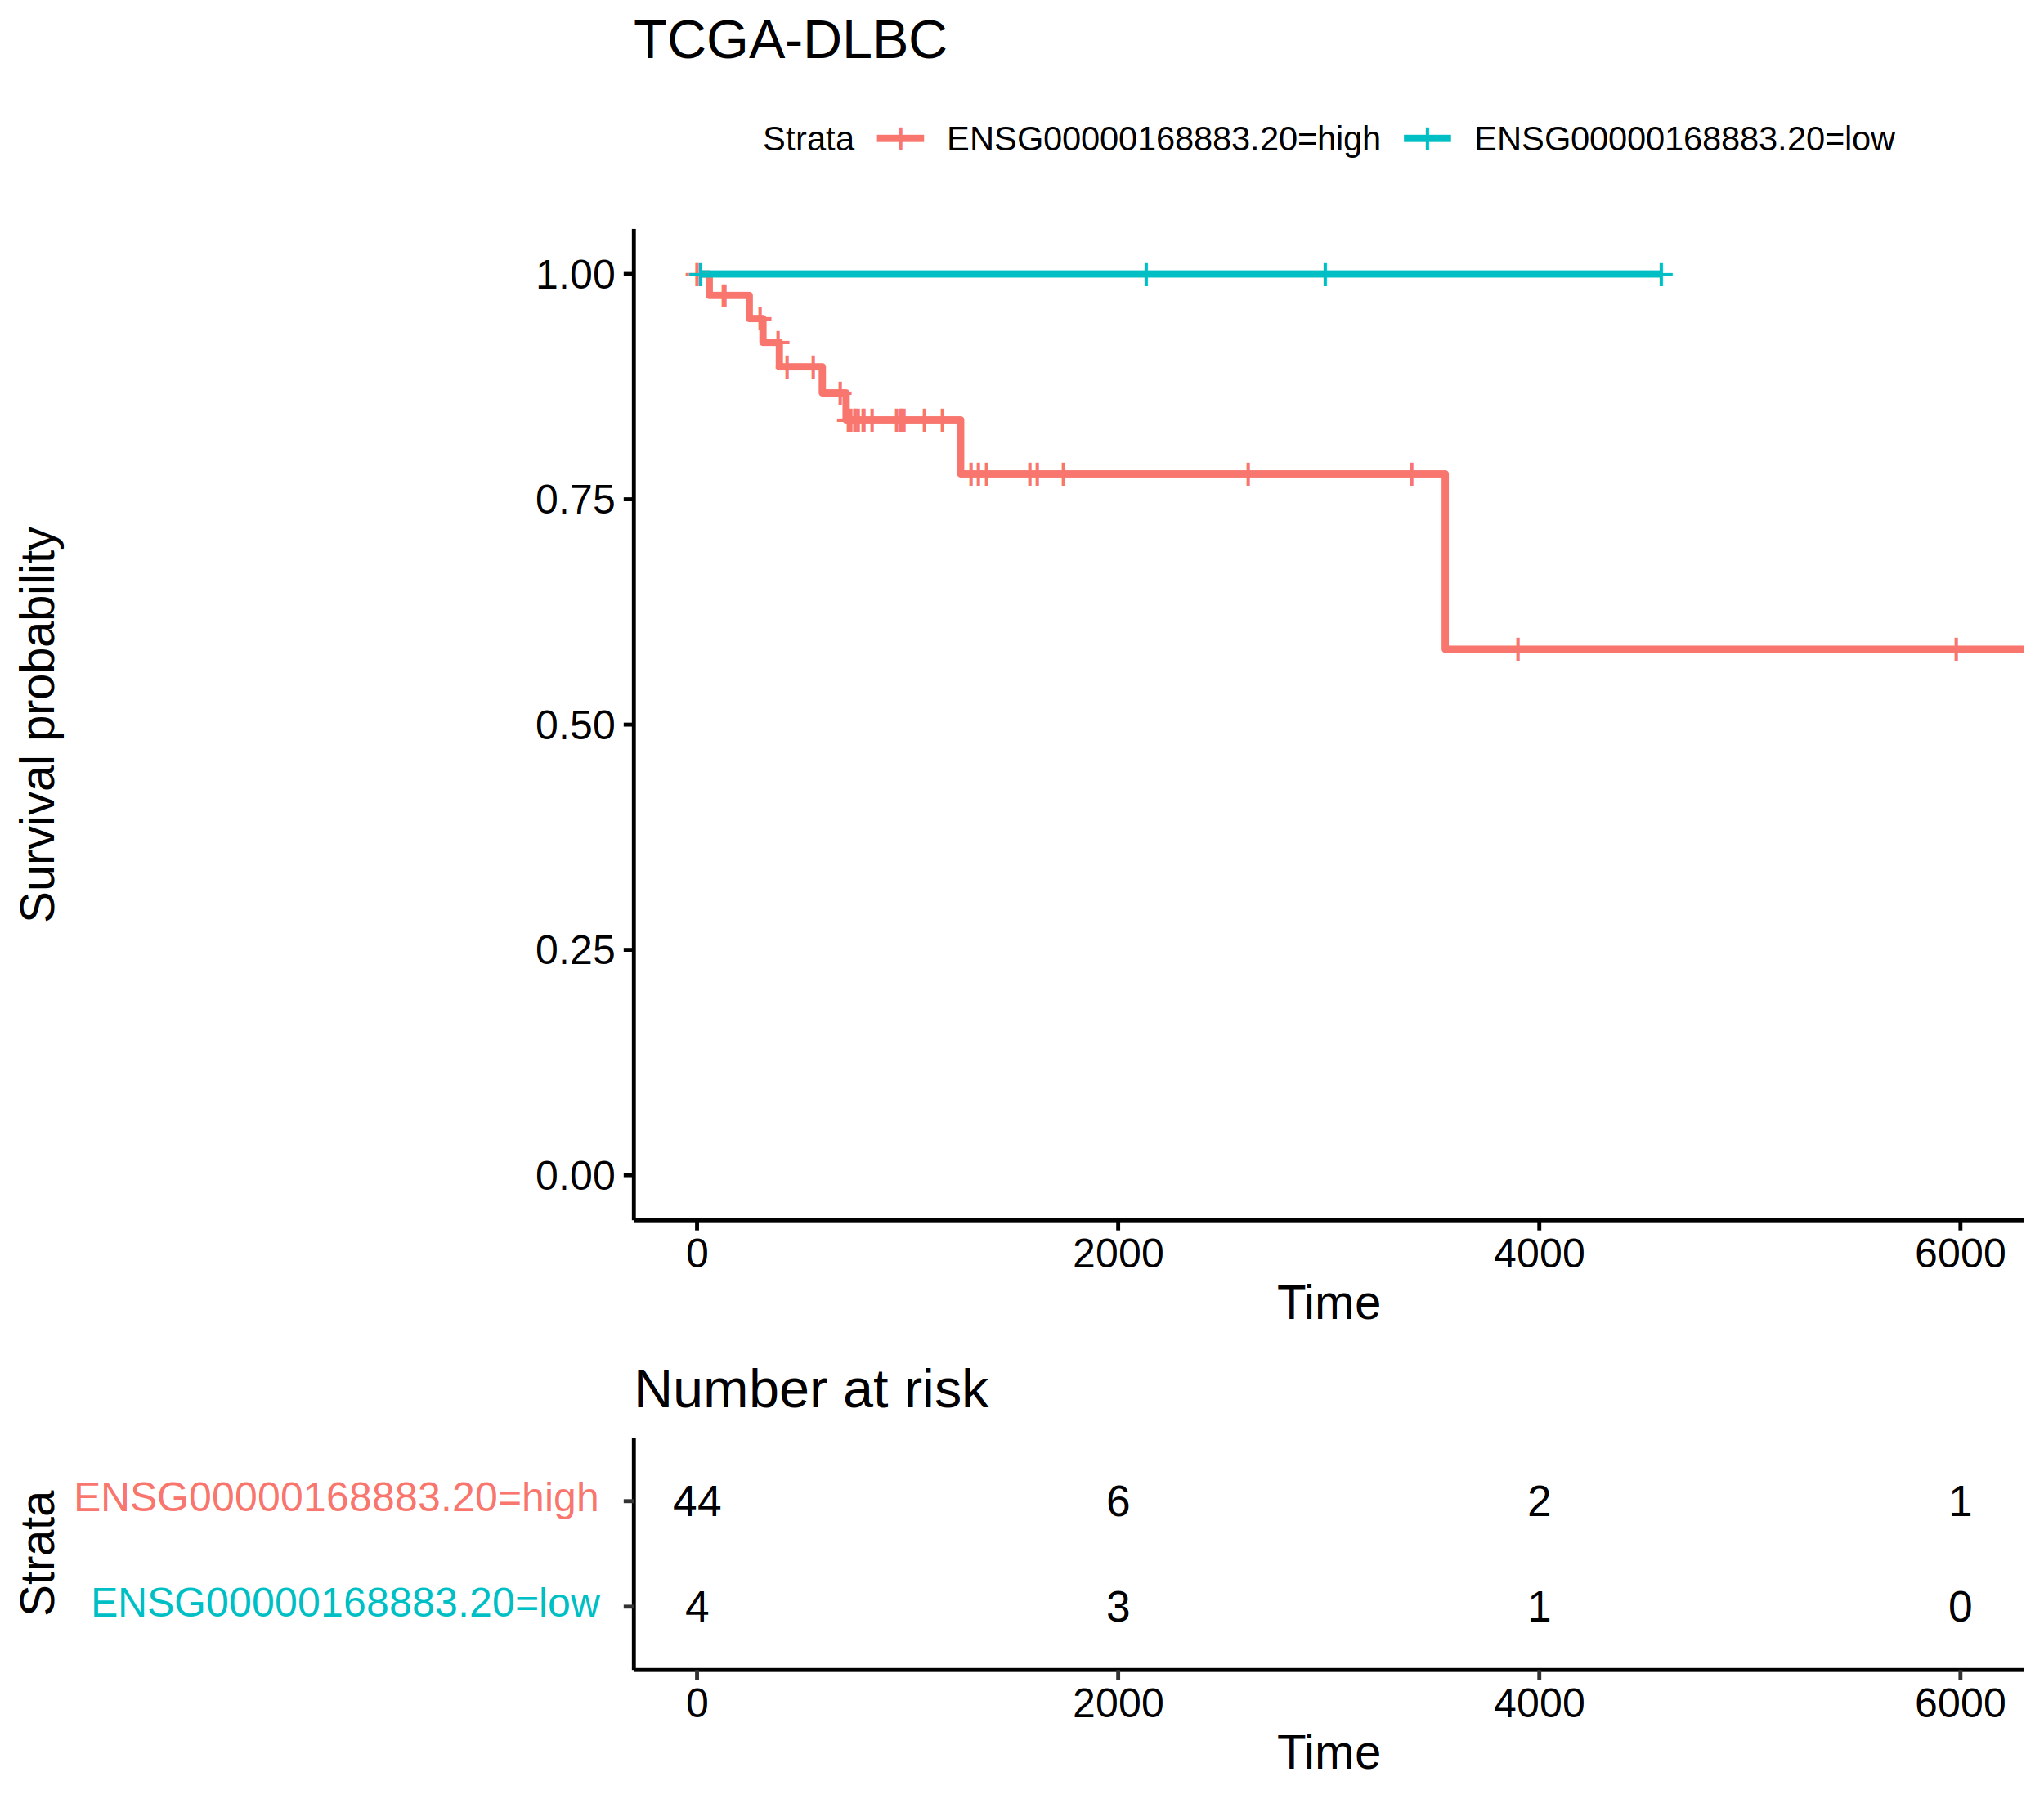 TCGA-DLBC
Strata ENSG00000168883.20=high ENSG00000168883.20=low
Survival probability
1.00
0.75
0.50
0.25
0.00
0 2000 4000 6000
Time
Number at risk
Strata
ENSG00000168883.20=high 44 6 2 1
ENSG00000168883.20=low 4 3 1 0
0 2000 4000 6000
Time